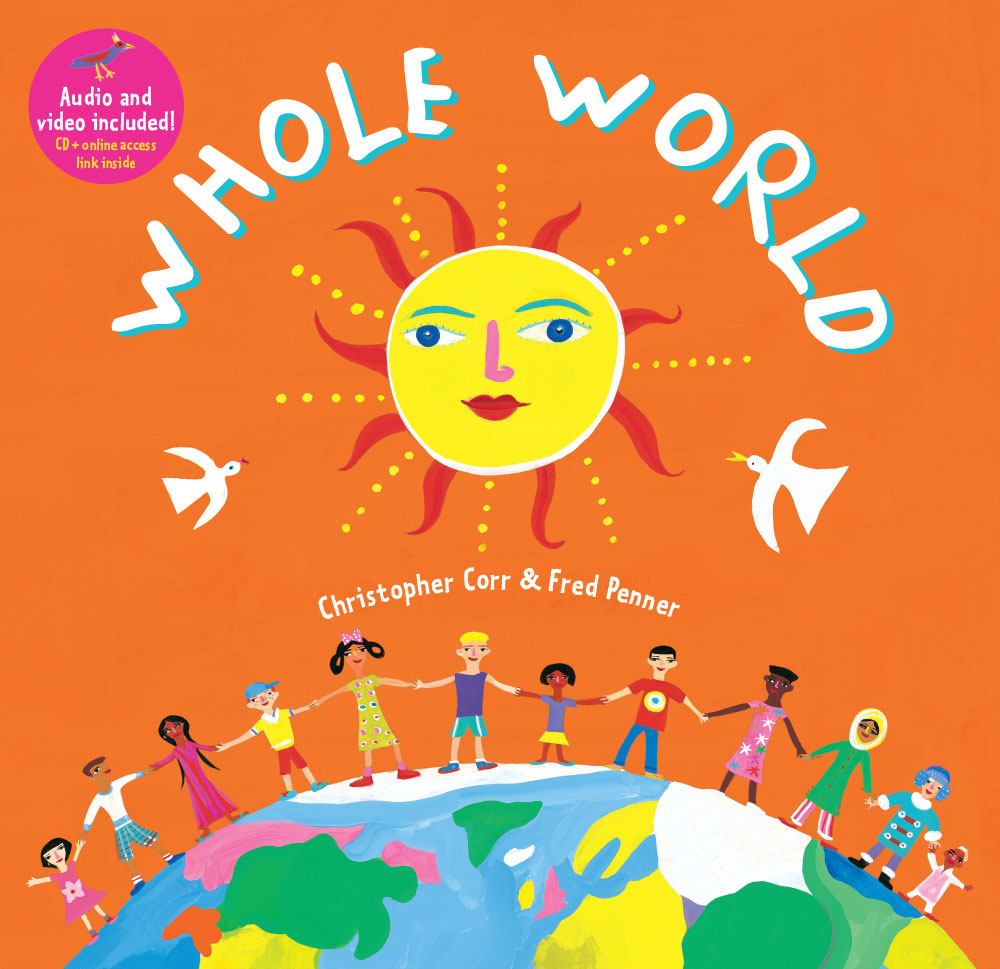 Audio and
video included!
CD + online access
link inside
WHOLE WORLD
Christopher Corr & Fred Penner